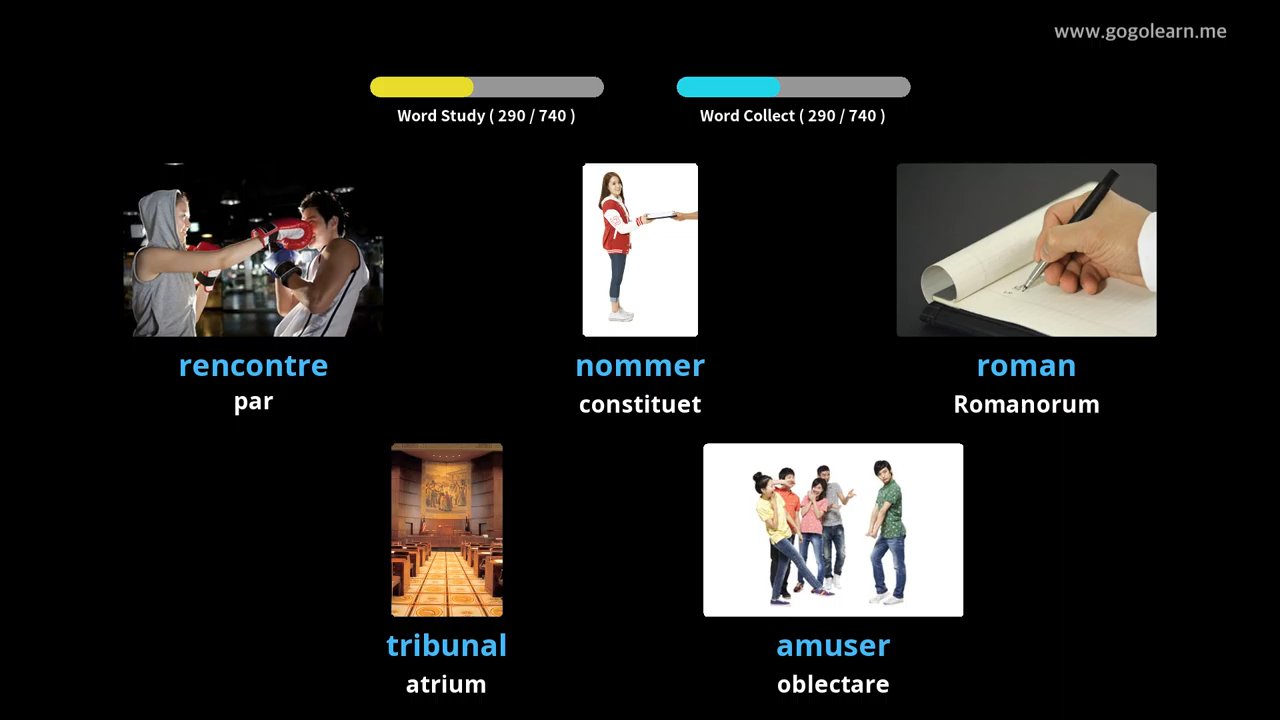 www.gogolearn.me
Word Study ( 290 / 740 )
Word Collect ( 290 / 740 )
rencontre
par
nommer
constituet
roman
Romanorum
tribunal
atrium
amuser
oblectare